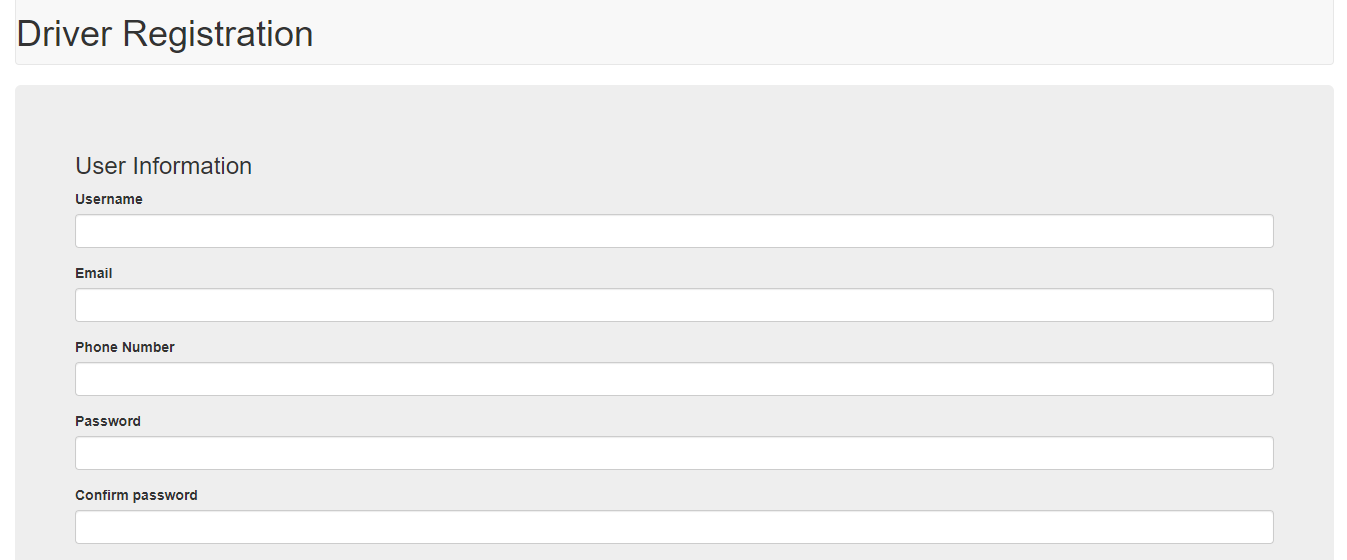 Driver Registration
User Information
Username
Email
Phone Number
Password
Confirm password